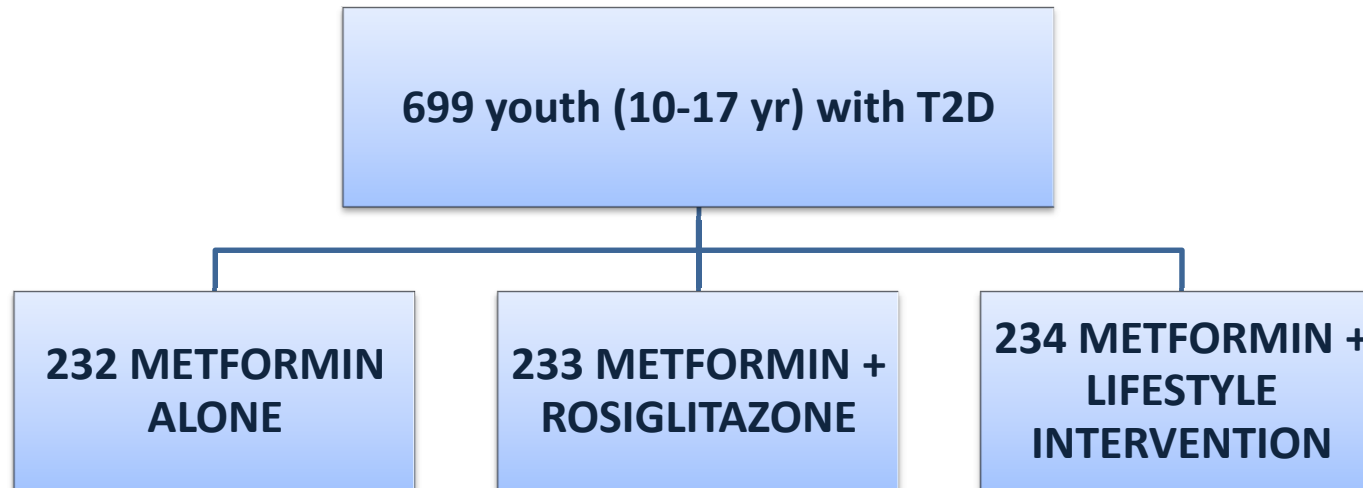 699 youth (10-17 yr) with T2D
232 METFORMIN
ALONE
233 METFORMIN +
ROSIGLITAZONE
234 METFORMIN +
LIFESTYLE
INTERVENTION